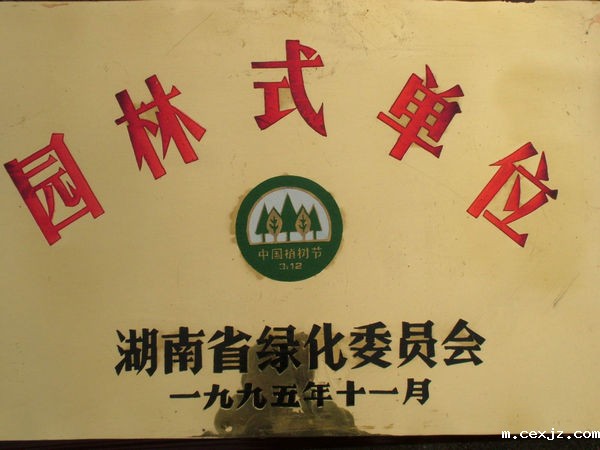 园林式单位
中国植树节
3.12
湖南省绿化委员会
一九九五年十一月
m.cexjz.com